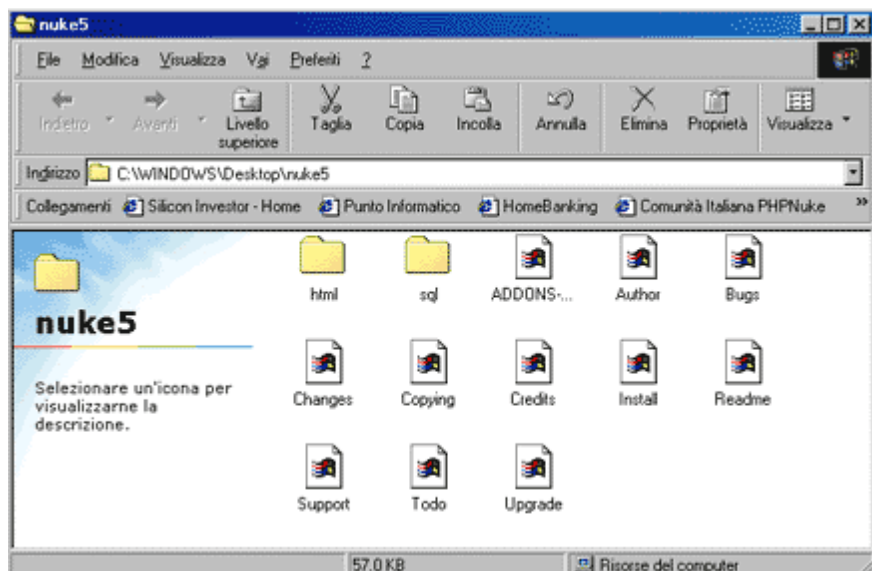 nuke5
File Modifica Visualizza Vai Preferiti ?
Indietro Avanti Livello superiore Taglia Copia Incolla Annulla Elimina Proprietà Visualizza
Indirizzo C:\WINDOWS\Desktop\nuke5
Collegamenti Silicon Investor - Home Punto Informatico HomeBanking Comunità Italiana PHPNuke »
html sql ADDONS-... Author Bugs
nuke5
Changes Copying Credits Install Readme
Selezionare un'icona per
visualizzarne la
descrizione.
Support Todo Upgrade
57,0 KB Risorse del computer